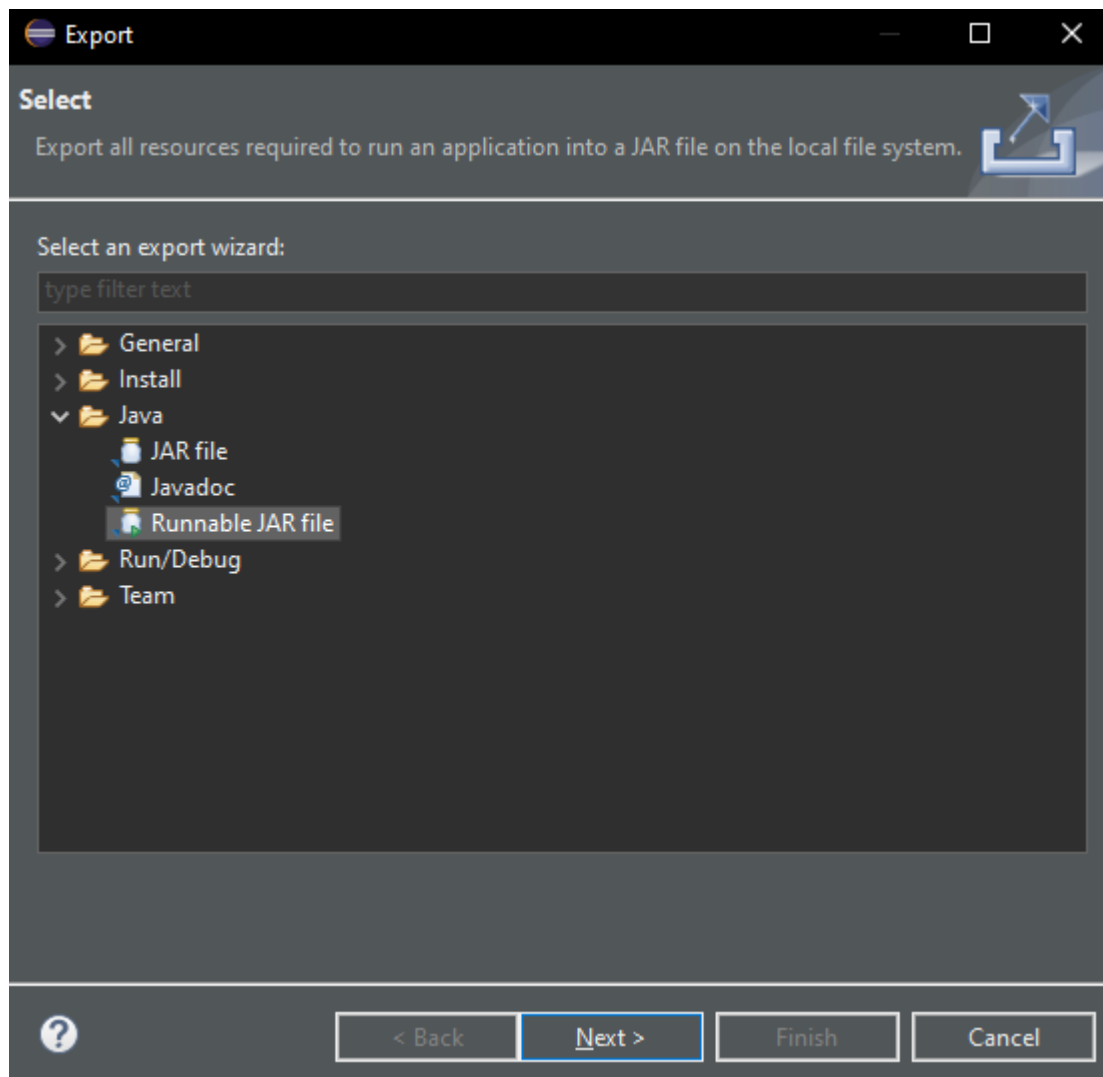 Export
Select
Export all resources required to run an application into a JAR file on the local file system.
Select an export wizard:
type filter text
General
Install
Java
JAR file
Javadoc
Runnable JAR file
Run/Debug
Team
< Back Next > Finish Cancel